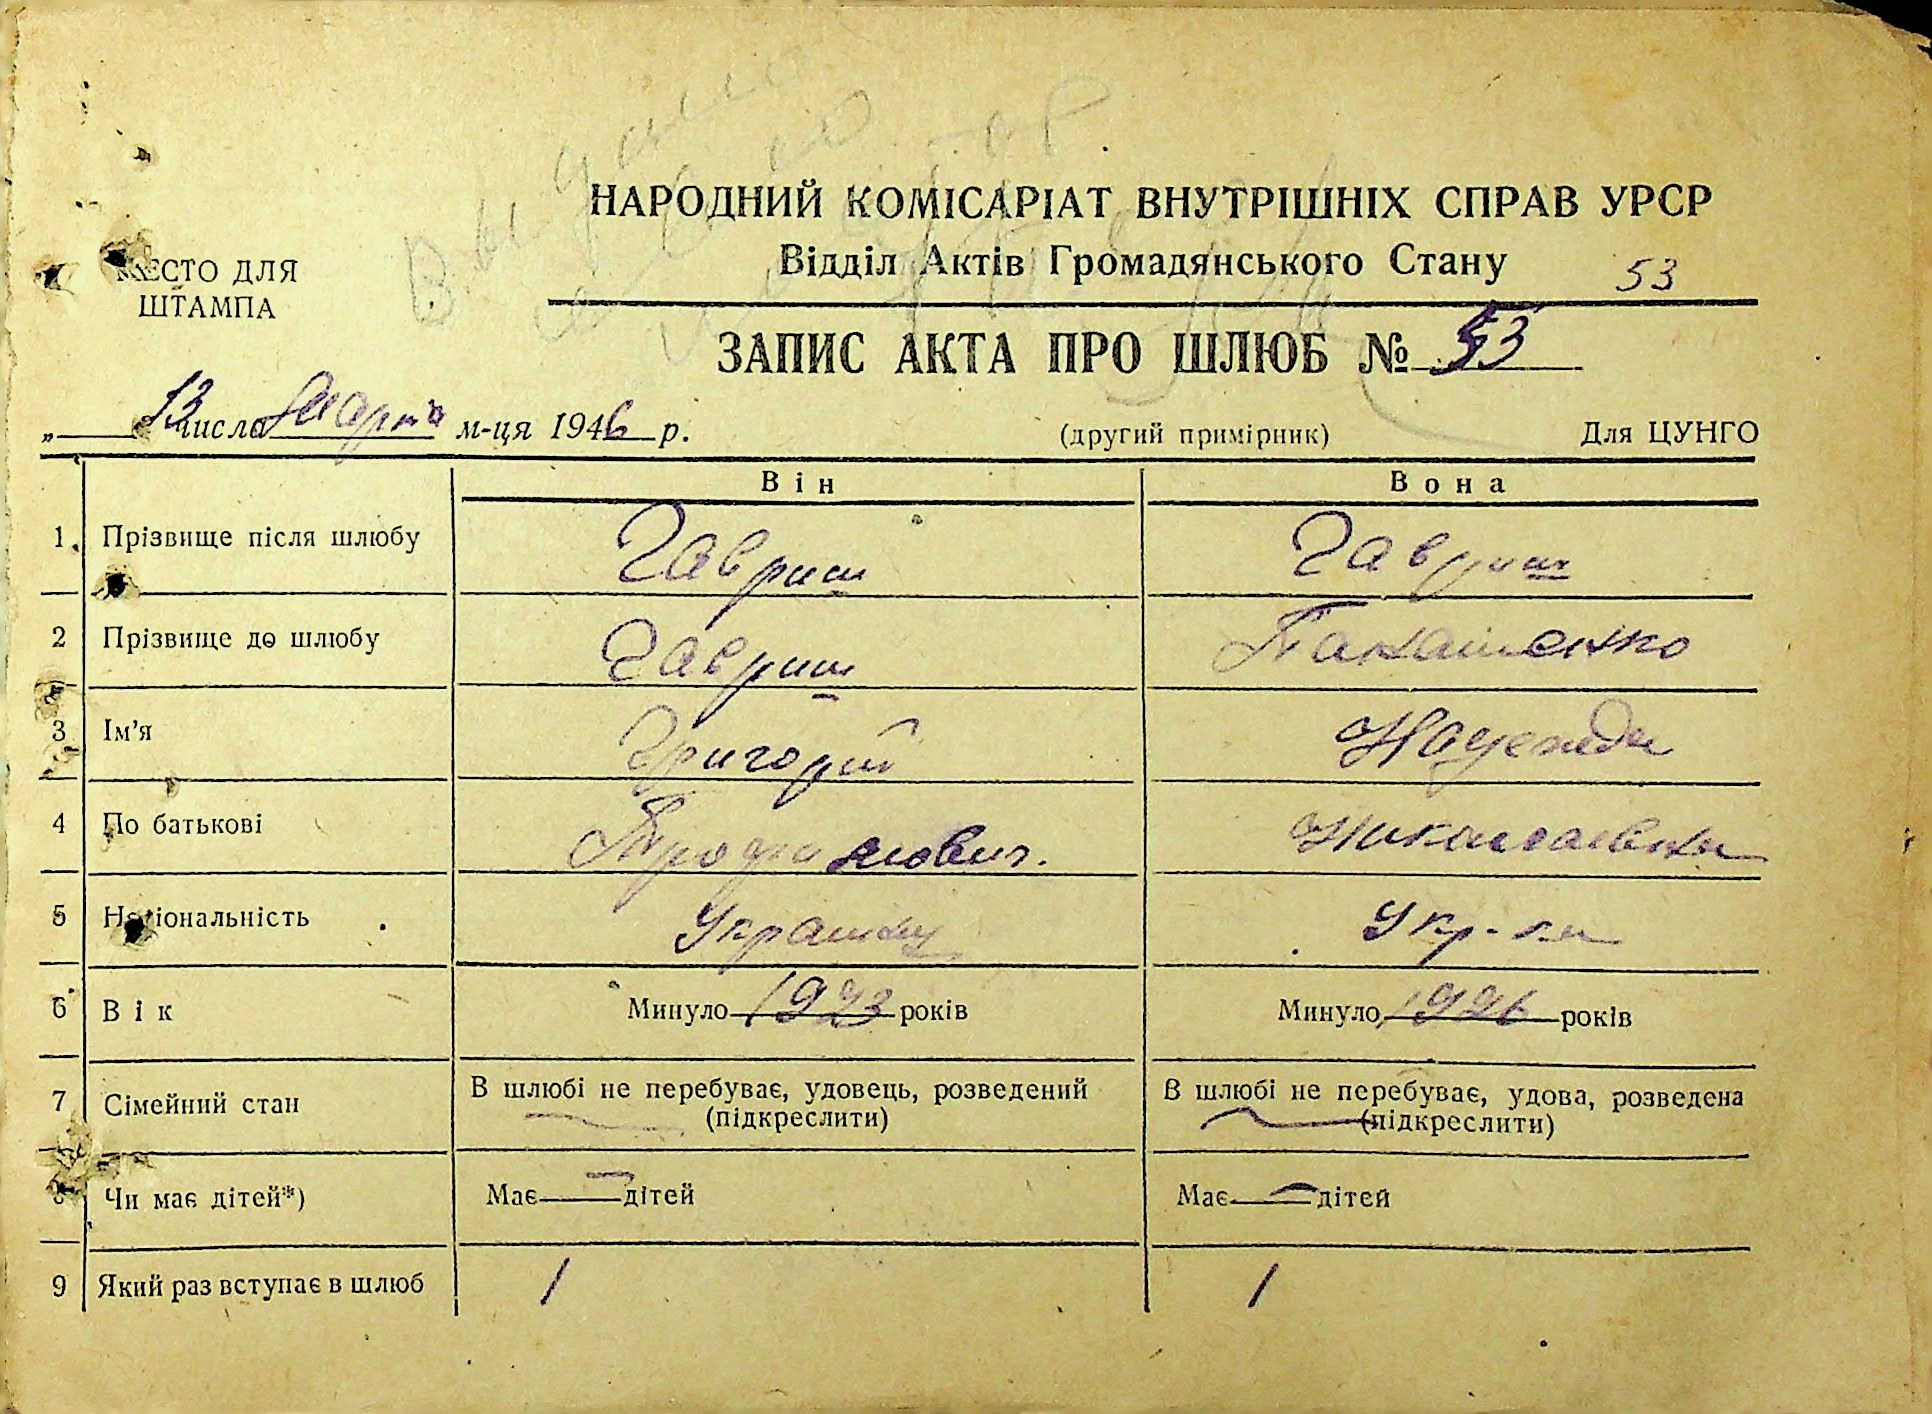 НАРОДНИЙ КОМІСАРІАТ ВНУТРІШНІХ СПРАВ УРСР
Відділ Актів Громадянського Стану
53
МЕСТО ДЛЯ
ШТАМПА
ЗАПИС АКТА ПРО ШЛЮБ № 53
„ 13 число марта м-ця 1946 р.
(другий примірник)
Для ЦУНГО
Він Вона
1 Прізвище після шлюбу Гавриш Гавриш
2 Прізвище до шлюбу Гавриш
3 Ім'я Григорий Надежда
4 По батькові Трофимович. Николаевна
5 Національність Украинец Укр-ка
6 Вік Минуло 1923 років Минуло 1926 років
7 Сімейний стан В шлюбі не перебуває, удовець, розведений (підкреслити) В шлюбі не перебуває, удова, розведена (підкреслити)
8 Чи має дітей*) Має — дітей Має — дітей
9 Який раз вступає в шлюб 1 1